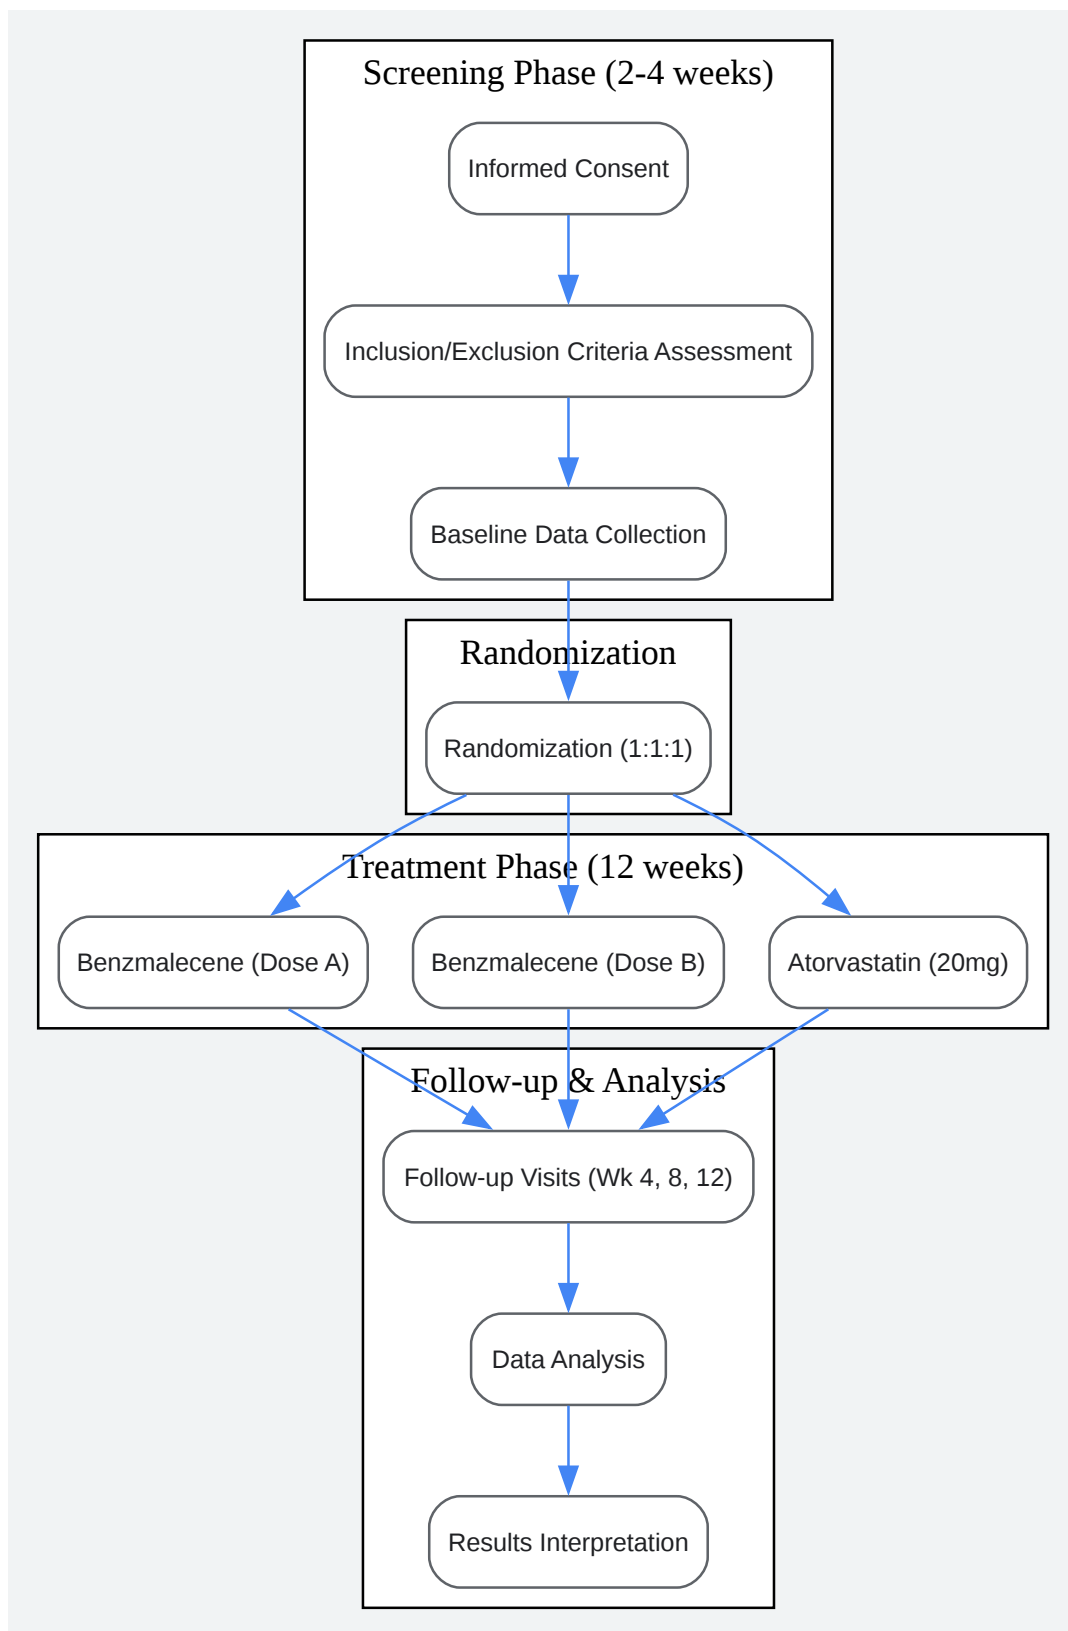 Screening Phase (2-4 weeks)
Informed Consent
Inclusion/Exclusion Criteria Assessment
Baseline Data Collection
Randomization
Randomization (1:1:1)
Treatment Phase (12 weeks)
Benzmalecene (Dose A)
Benzmalecene (Dose B)
Atorvastatin (20mg)
Follow-up & Analysis
Follow-up Visits (Wk 4, 8, 12)
Data Analysis
Results Interpretation